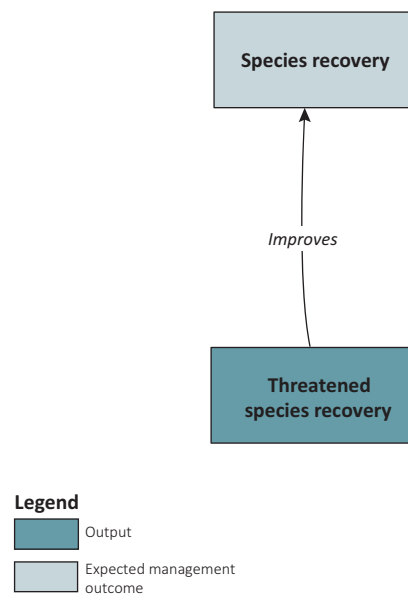 Species recovery
Improves
Threatened
species recovery
Legend
Output
Expected management
outcome